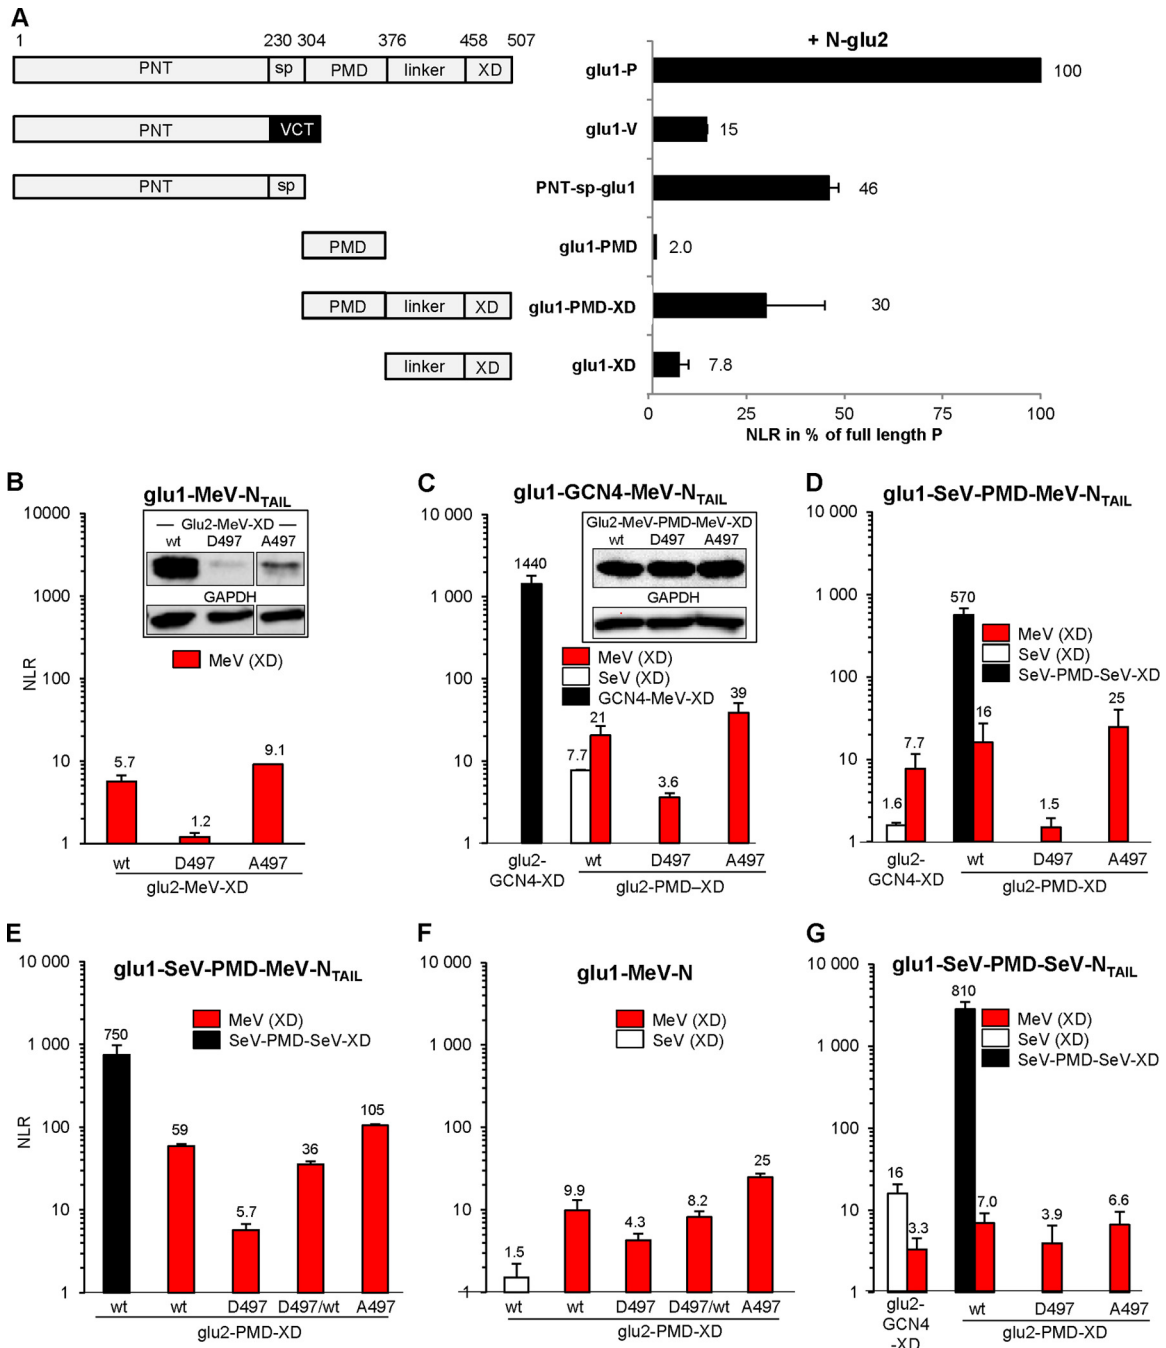 A
1 230 304 376 458 507
+ N-glu2
PNT sp PMD linker XD
glu1-P
100
PNT VCT
glu1-V
15
PNT sp
PNT-sp-glu1
46
PMD
glu1-PMD
2.0
PMD linker XD
glu1-PMD-XD
30
linker XD
glu1-XD
7.8
0 25 50 75 100
NLR in % of full length P
B
glu1-MeV-NTAIL
10000
1000
100
10
1
NLR
— Glu2-MeV-XD —
wt D497 A497
GAPDH
MeV (XD)
5.7
1.2
9.1
wt D497 A497
glu2-MeV-XD
C
glu1-GCN4-MeV-NTAIL
10 000
1 000
100
10
1
Glu2-MeV-PMD-MeV-XD
wt D497 A497
GAPDH
MeV (XD)
SeV (XD)
GCN4-MeV-XD
1440
7.7
21
3.6
39
glu2-
GCN4-XD
wt D497 A497
glu2-PMD–XD
D
glu1-SeV-PMD-MeV-NTAIL
10 000
1 000
100
10
1
MeV (XD)
SeV (XD)
SeV-PMD-SeV-XD
1.6
7.7
570
16
1.5
25
glu2-
GCN4-XD
wt D497 A497
glu2-PMD-XD
E
glu1-SeV-PMD-MeV-NTAIL
10 000
1 000
100
10
1
NLR
MeV (XD)
SeV-PMD-SeV-XD
750
59
5.7
36
105
wt wt D497 D497/wt A497
glu2-PMD-XD
F
glu1-MeV-N
10 000
1 000
100
10
1
MeV (XD)
SeV (XD)
1.5
9.9
4.3
8.2
25
wt wt D497 D497/wt A497
glu2-PMD-XD
G
glu1-SeV-PMD-SeV-NTAIL
10 000
1 000
100
10
1
MeV (XD)
SeV (XD)
SeV-PMD-SeV-XD
16
3.3
810
7.0
3.9
6.6
glu2-
GCN4
-XD
wt D497 A497
glu2-PMD-XD